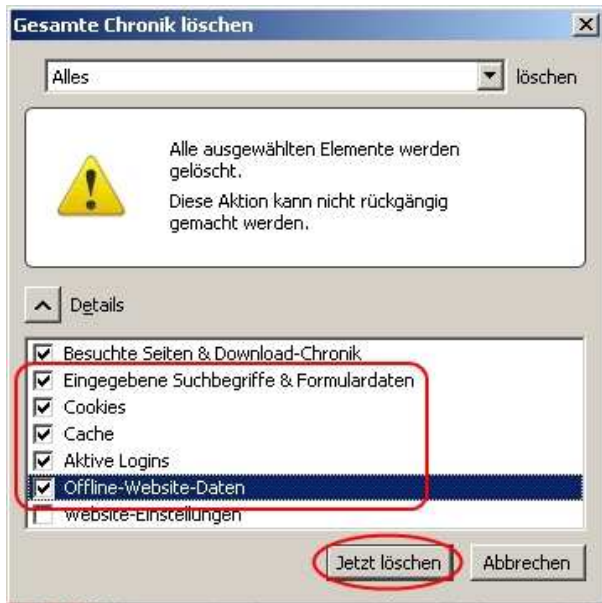 Gesamte Chronik löschen
Alles löschen
Alle ausgewählten Elemente werden
gelöscht.
Diese Aktion kann nicht rückgängig
gemacht werden.
Details
Besuchte Seiten & Download-Chronik
Eingegebene Suchbegriffe & Formulardaten
Cookies
Cache
Aktive Logins
Offline-Website-Daten
Website-Einstellungen
Jetzt löschen Abbrechen